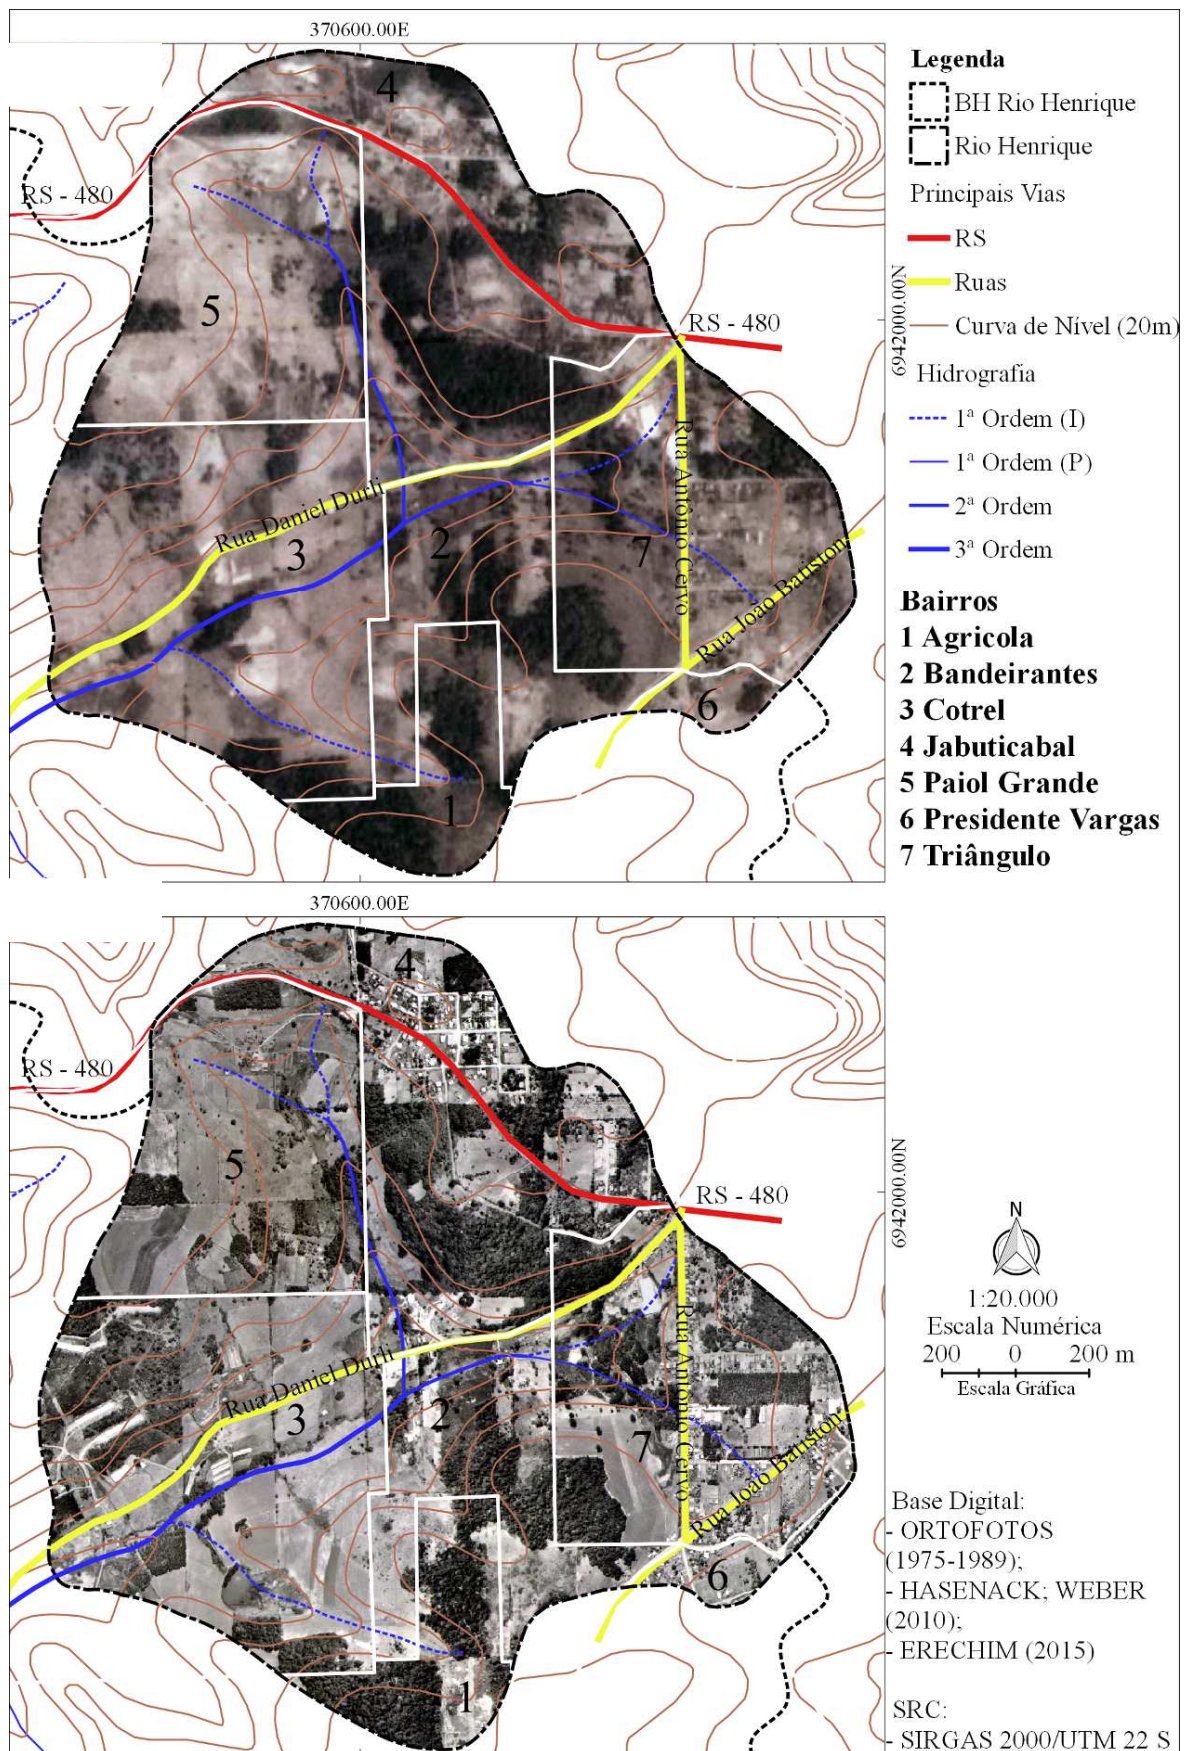 370600.00E
4
RS - 480
5
RS - 480
6942000.00N
Rua Antônio Cervo
Rua Daniel Durli
3
2
7
Rua João Batiston
6
1
Legenda
BH Rio Henrique
Rio Henrique
Principais Vias
RS
Ruas
Curva de Nível (20m)
Hidrografia
1ª Ordem (I)
1ª Ordem (P)
2ª Ordem
3ª Ordem
Bairros
1 Agricola
2 Bandeirantes
3 Cotrel
4 Jabuticabal
5 Paiol Grande
6 Presidente Vargas
7 Triângulo
370600.00E
4
RS - 480
5
RS - 480
6942000.00N
Rua Antônio Cervo
Rua Daniel Durli
3
2
7
Rua João Batiston
6
1
N
1:20.000
Escala Numérica
200 0 200 m
Escala Gráfica
Base Digital:
- ORTOFOTOS
(1975-1989);
- HASENACK; WEBER
(2010);
- ERECHIM (2015)
SRC:
- SIRGAS 2000/UTM 22 S